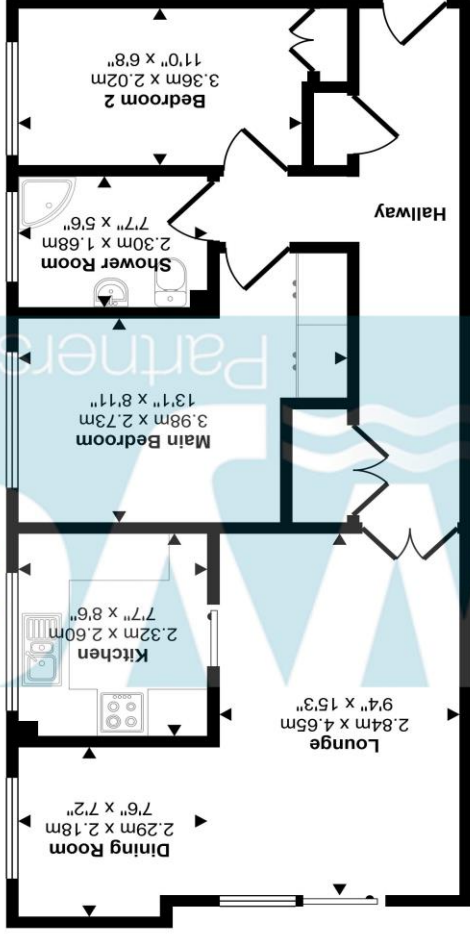 Lounge
2.84m x 4.65m
9'4" x 15'3"
Dining Room
2.29m x 2.18m
7'6" x 7'2"
Kitchen
2.32m x 2.60m
7'7" x 8'6"
Main Bedroom
3.98m x 2.73m
13'1" x 8'11"
Partners
Hallway
Shower Room
2.30m x 1.68m
7'7" x 5'6"
Bedroom 2
3.36m x 2.02m
11'0" x 6'8"